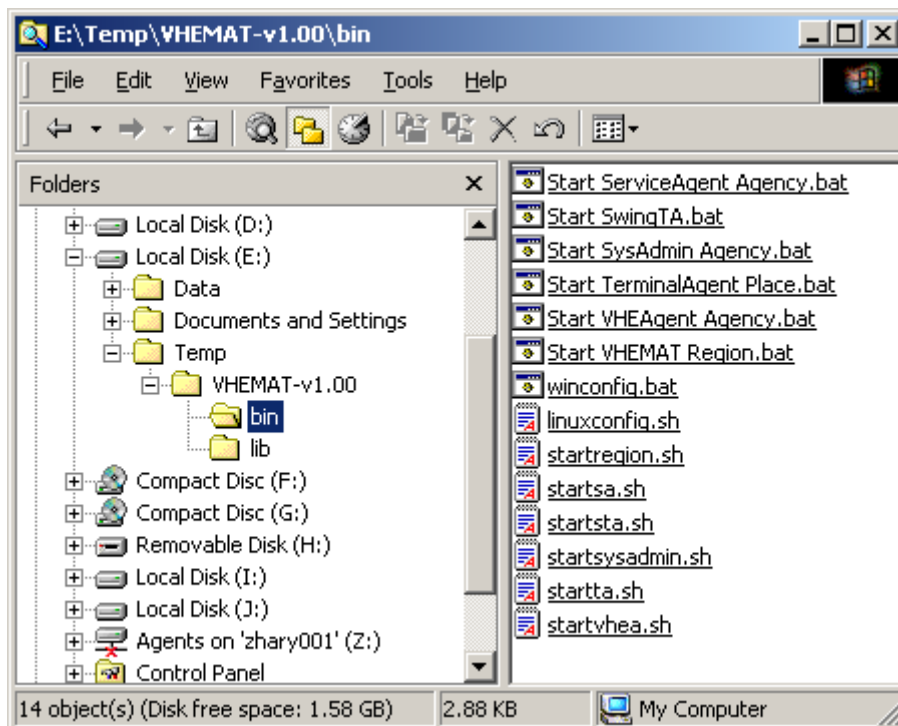 E:\Temp\VHEMAT-v1.00\bin
File Edit View Favorites Tools Help
Folders
Local Disk (D:)
Local Disk (E:)
Data
Documents and Settings
Temp
VHEMAT-v1.00
bin
lib
Compact Disc (F:)
Compact Disc (G:)
Removable Disk (H:)
Local Disk (I:)
Local Disk (J:)
Agents on 'zhary001' (Z:)
Control Panel
Start ServiceAgent Agency.bat
Start SwingTA.bat
Start SysAdmin Agency.bat
Start TerminalAgent Place.bat
Start VHEAgent Agency.bat
Start VHEMAT Region.bat
winconfig.bat
linuxconfig.sh
startregion.sh
startsa.sh
startsta.sh
startsysadmin.sh
startta.sh
startvhea.sh
14 object(s) (Disk free space: 1.58 GB) 2.88 KB My Computer